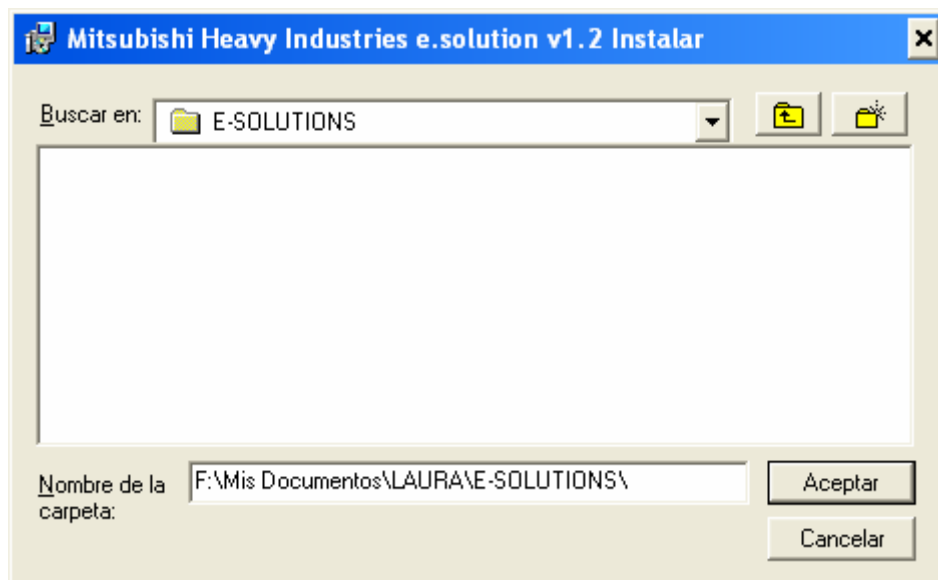 Mitsubishi Heavy Industries e.solution v1.2 Instalar
Buscar en: E-SOLUTIONS
Nombre de la carpeta: F:\Mis Documentos\LAURA\E-SOLUTIONS\
Aceptar
Cancelar